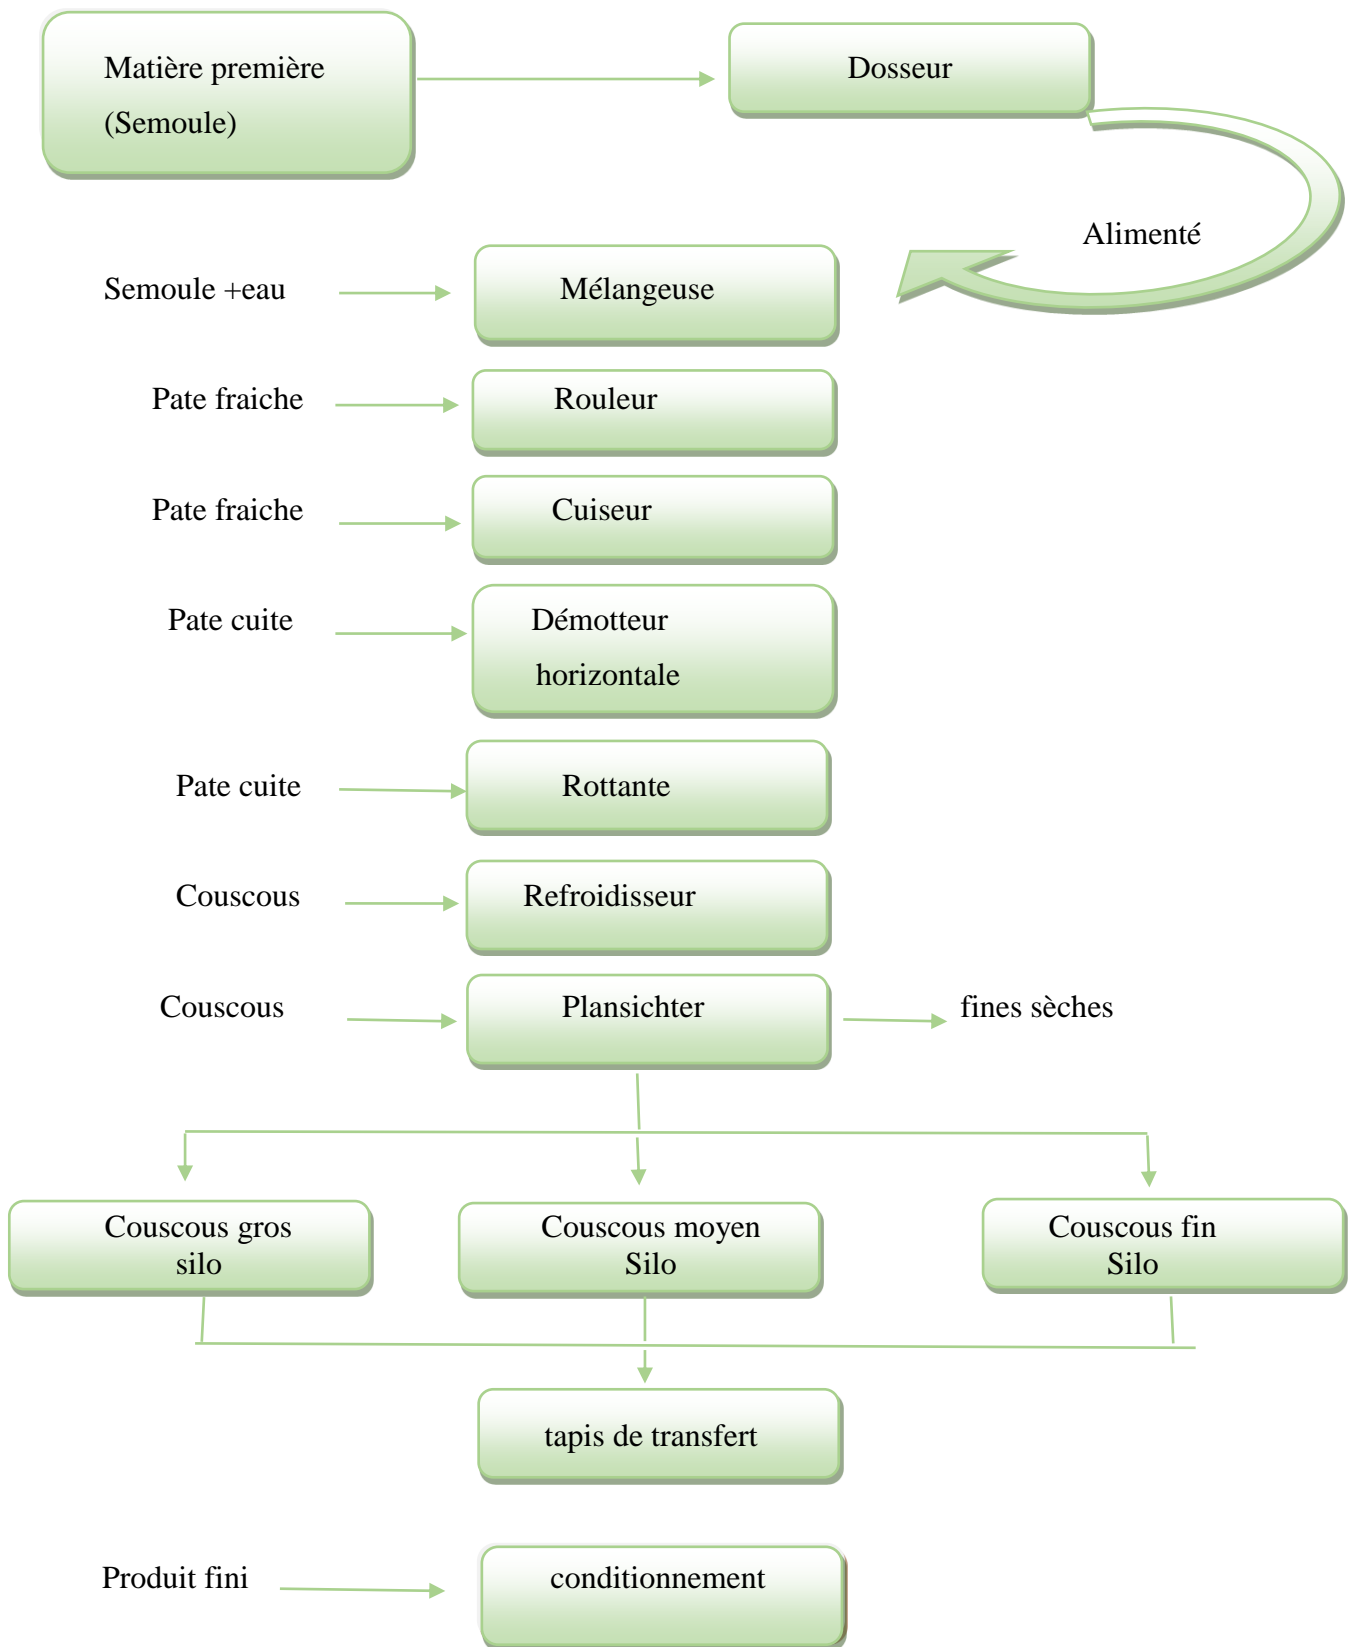 Matière première
(Semoule)
Dosseur
Alimenté
Semoule +eau
Mélangeuse
Pate fraiche
Rouleur
Pate fraiche
Cuiseur
Pate cuite
Démotteur
horizontale
Pate cuite
Rottante
Couscous
Refroidisseur
Couscous
Plansichter
fines sèches
Couscous gros
silo
Couscous moyen
Silo
Couscous fin
Silo
tapis de transfert
Produit fini
conditionnement